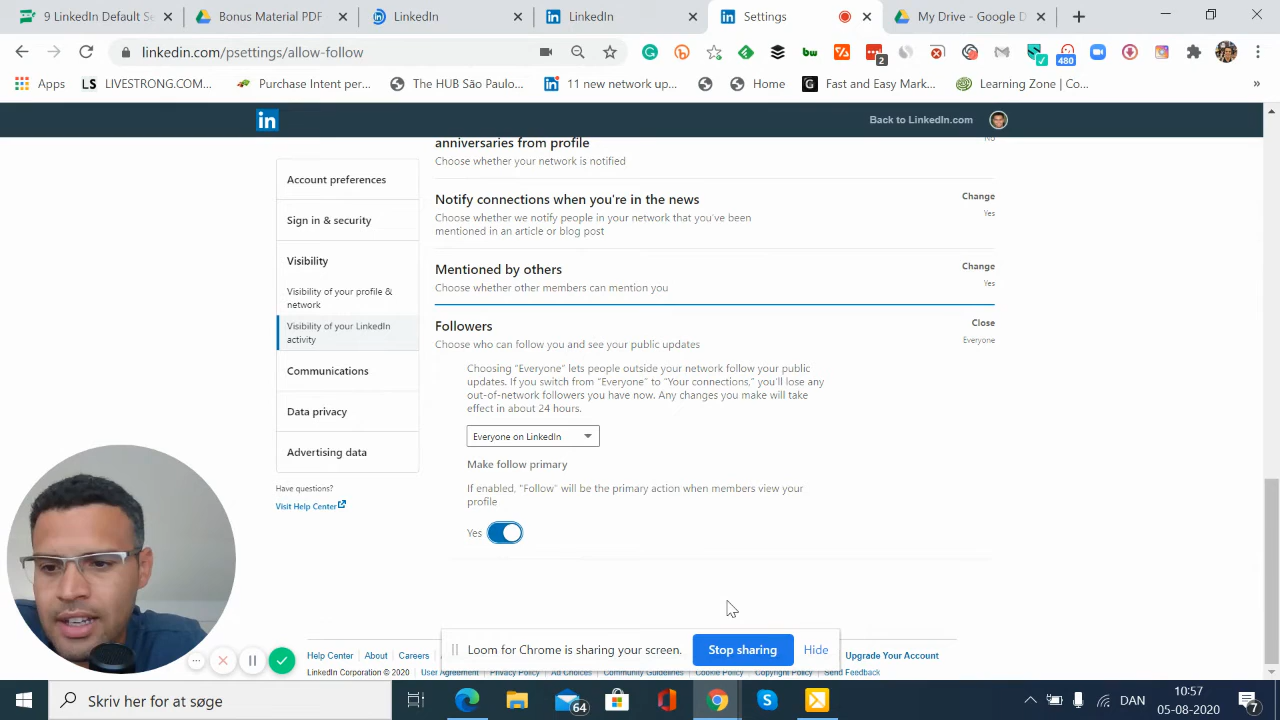 9 LinkedIn Default Se
Bonus Material PDF
LinkedIn
LinkedIn
Settings
My Drive - Google D
linkedin.com/psettings/allow-follow
2
480
Apps
LS LIVESTRONG.COM...
Purchase Intent per...
The HUB São Paulo...
11 new network up...
Home
G Fast and Easy Mark...
Learning Zone | Co...
»
in
Back to LinkedIn.com
anniversaries from profile
No
Choose whether your network is notified
Account preferences
Sign in & security
Visibility
Visibility of your profile &
network
Visibility of your LinkedIn
activity
Communications
Data privacy
Advertising data
Have questions?
Visit Help Center
Notify connections when you're in the news
Change
Choose whether we notify people in your network that you've been
Yes
mentioned in an article or blog post
Mentioned by others
Change
Choose whether other members can mention you
Yes
Followers
Close
Choose who can follow you and see your public updates
Everyone
Choosing "Everyone" lets people outside your network follow your public
updates. If you switch from "Everyone" to "Your connections," you'll lose any
out-of-network followers you have now. Any changes you make will take
effect in about 24 hours.
Everyone on LinkedIn
Make follow primary
If enabled, "Follow" will be the primary action when members view your
profile
Yes
Loom for Chrome is sharing your screen.
Stop sharing
Hide
Help Center
About
Careers
Upgrade Your Account
LinkedIn Corporation © 2020
User Agreement
Privacy Policy
Ad Choices
Community Guidelines
Cookie Policy
Copyright Policy
Send Feedback
Skriv her for at søge
64
DAN
10:57
05-08-2020
7